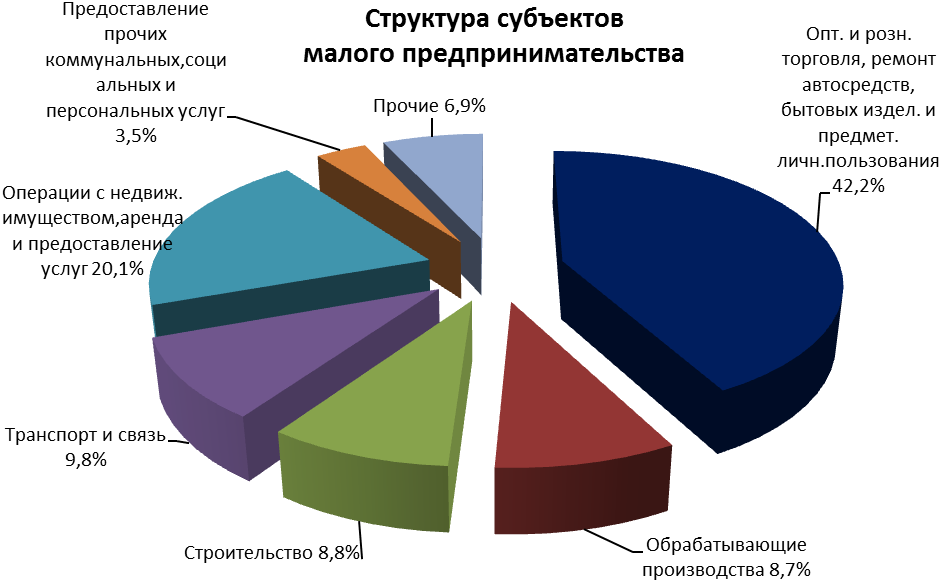 Структура субъектов
малого предпринимательства
Предоставление
прочих
коммунальных,соци
альных и
персональных услуг
3,5%
Прочие 6,9%
Опт. и розн.
торговля, ремонт
автосредств,
бытовых издел. и
предмет.
личн.пользования
42,2%
Операции с недвиж.
имуществом,аренда
и предоставление
услуг 20,1%
Транспорт и связь
9,8%
Строительство 8,8%
Обрабатывающие
производства 8,7%